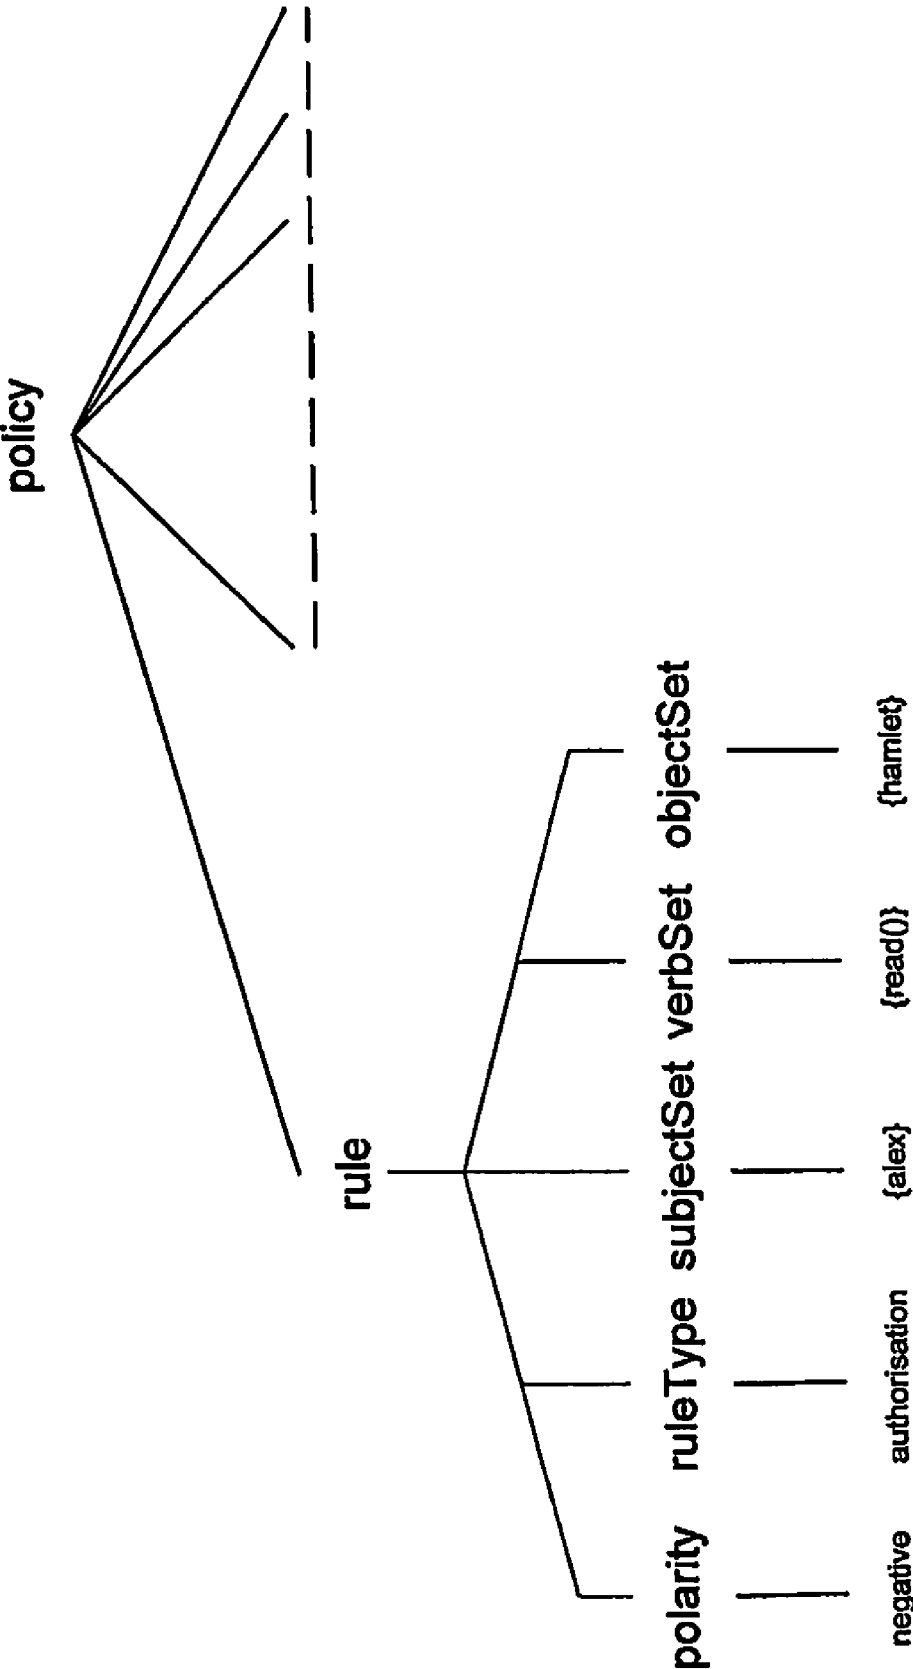 policy
rule
polarity ruleType subjectSet verbSet objectSet
negative authorisation {alex} {read()} {hamlet}